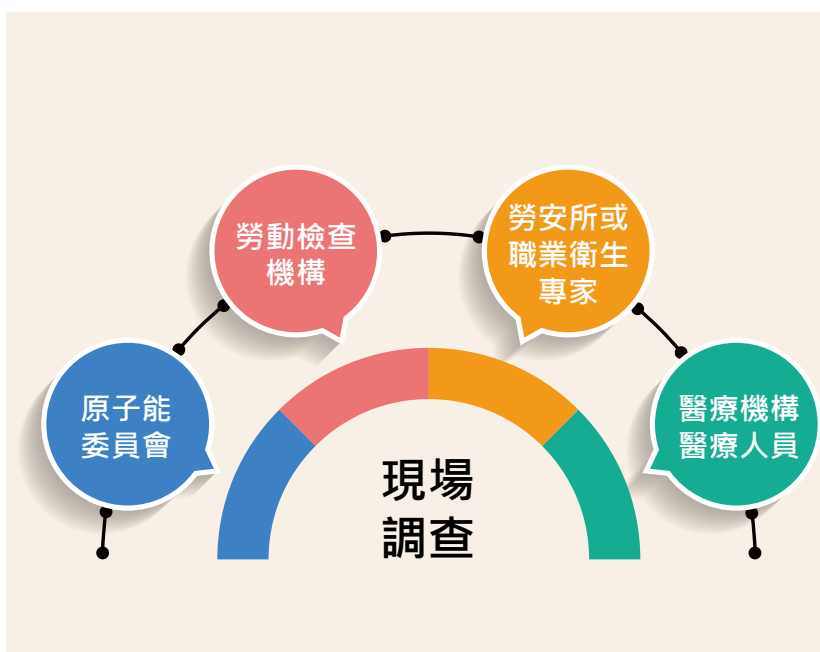 勞動檢查
機構
勞安所或
職業衛生
專家
原子能
委員會
醫療機構
醫療人員
現場
調查